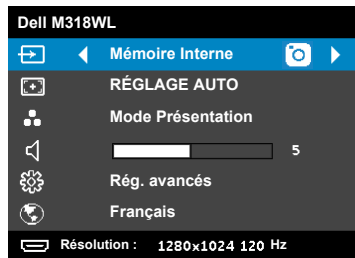 Dell M318WL
Mémoire Interne
RÉGLAGE AUTO
Mode Présentation
5
Rég. avancés
Français
Résolution : 1280x1024 120 Hz